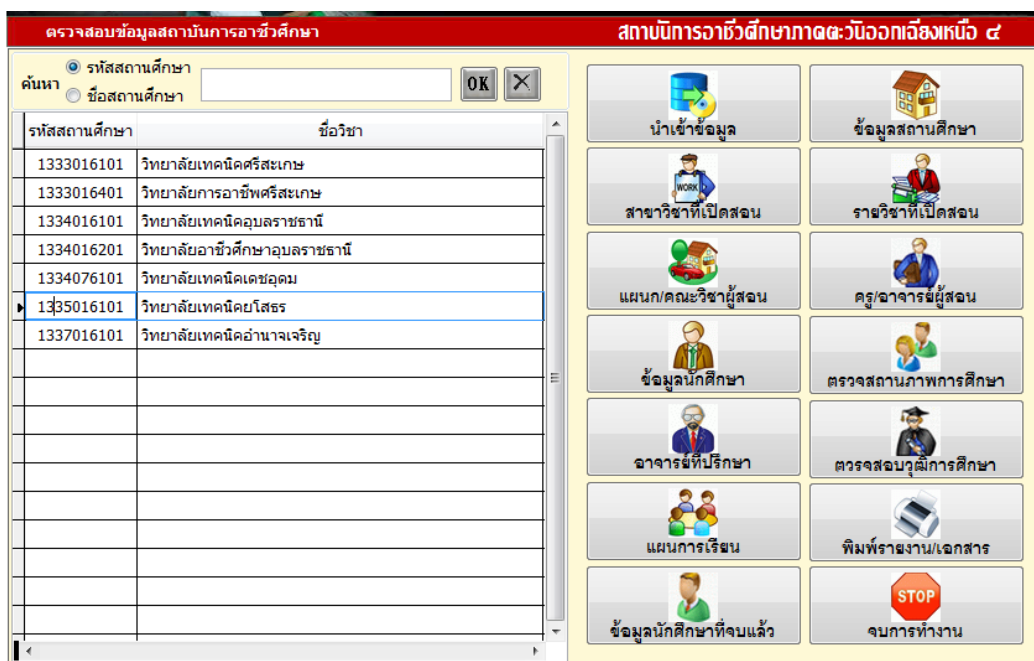 ตรวจสอบข้อมูลสถาบันการอาชีวศึกษา
สถาบันการอาชีวศึกษาภาคตะวันออกเฉียงเหนือ ๔
ค้นหา
รหัสสถานศึกษา
ชื่อสถานศึกษา
OK
รหัสสถานศึกษา ชื่อวิชา
1333016101 วิทยาลัยเทคนิคศรีสะเกษ
1333016401 วิทยาลัยการอาชีพศรีสะเกษ
1334016101 วิทยาลัยเทคนิคอุบลราชธานี
1334016201 วิทยาลัยอาชีวศึกษาอุบลราชธานี
1334076101 วิทยาลัยเทคนิคเดชอุดม
1335016101 วิทยาลัยเทคนิคยโสธร
1337016101 วิทยาลัยเทคนิคอำนาจเจริญ
นำเข้าข้อมูล
ข้อมูลสถานศึกษา
WORK
สาขาวิชาที่เปิดสอน
รายวิชาที่เปิดสอน
แผนก/คณะวิชาผู้สอน
ครู/อาจารย์ผู้สอน
ข้อมูลนักศึกษา
ตรวจสถานภาพการศึกษา
อาจารย์ที่ปรึกษา
ตวรจสอบวุฒิการศึกษา
แผนการเรียน
พิมพ์รายงาน/เอกสาร
ข้อมูลนักศึกษาที่จบแล้ว
STOP
จบการทำงาน